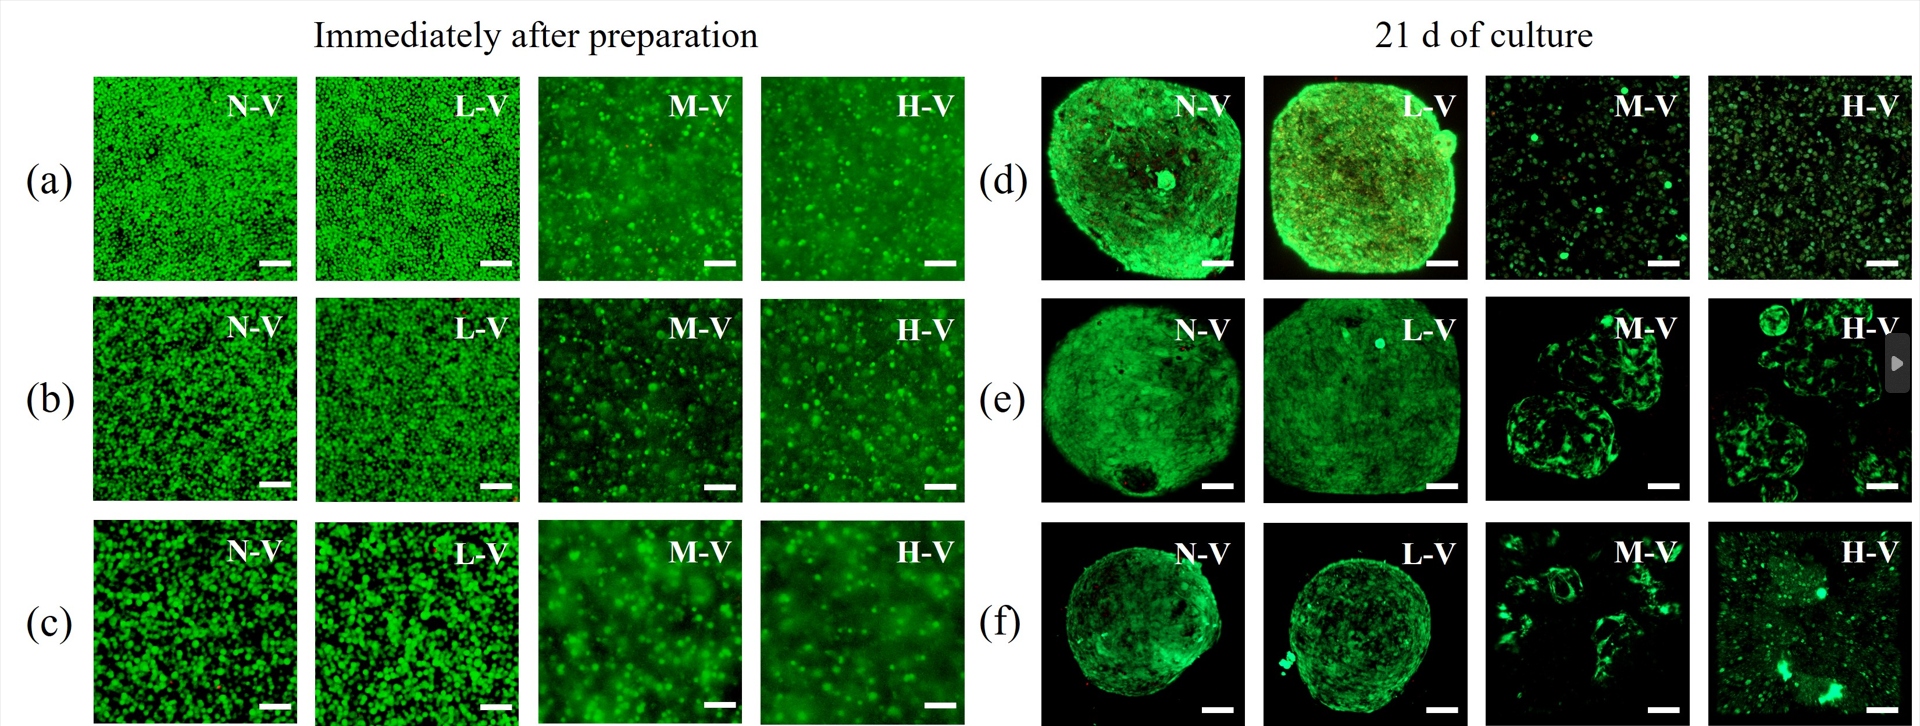 Immediately after preparation
21 d of culture
(a) N-V L-V M-V H-V
(d) N-V L-V M-V H-V
(b) N-V L-V M-V H-V
(e) N-V L-V M-V H-V
(c) N-V L-V M-V H-V
(f) N-V L-V M-V H-V